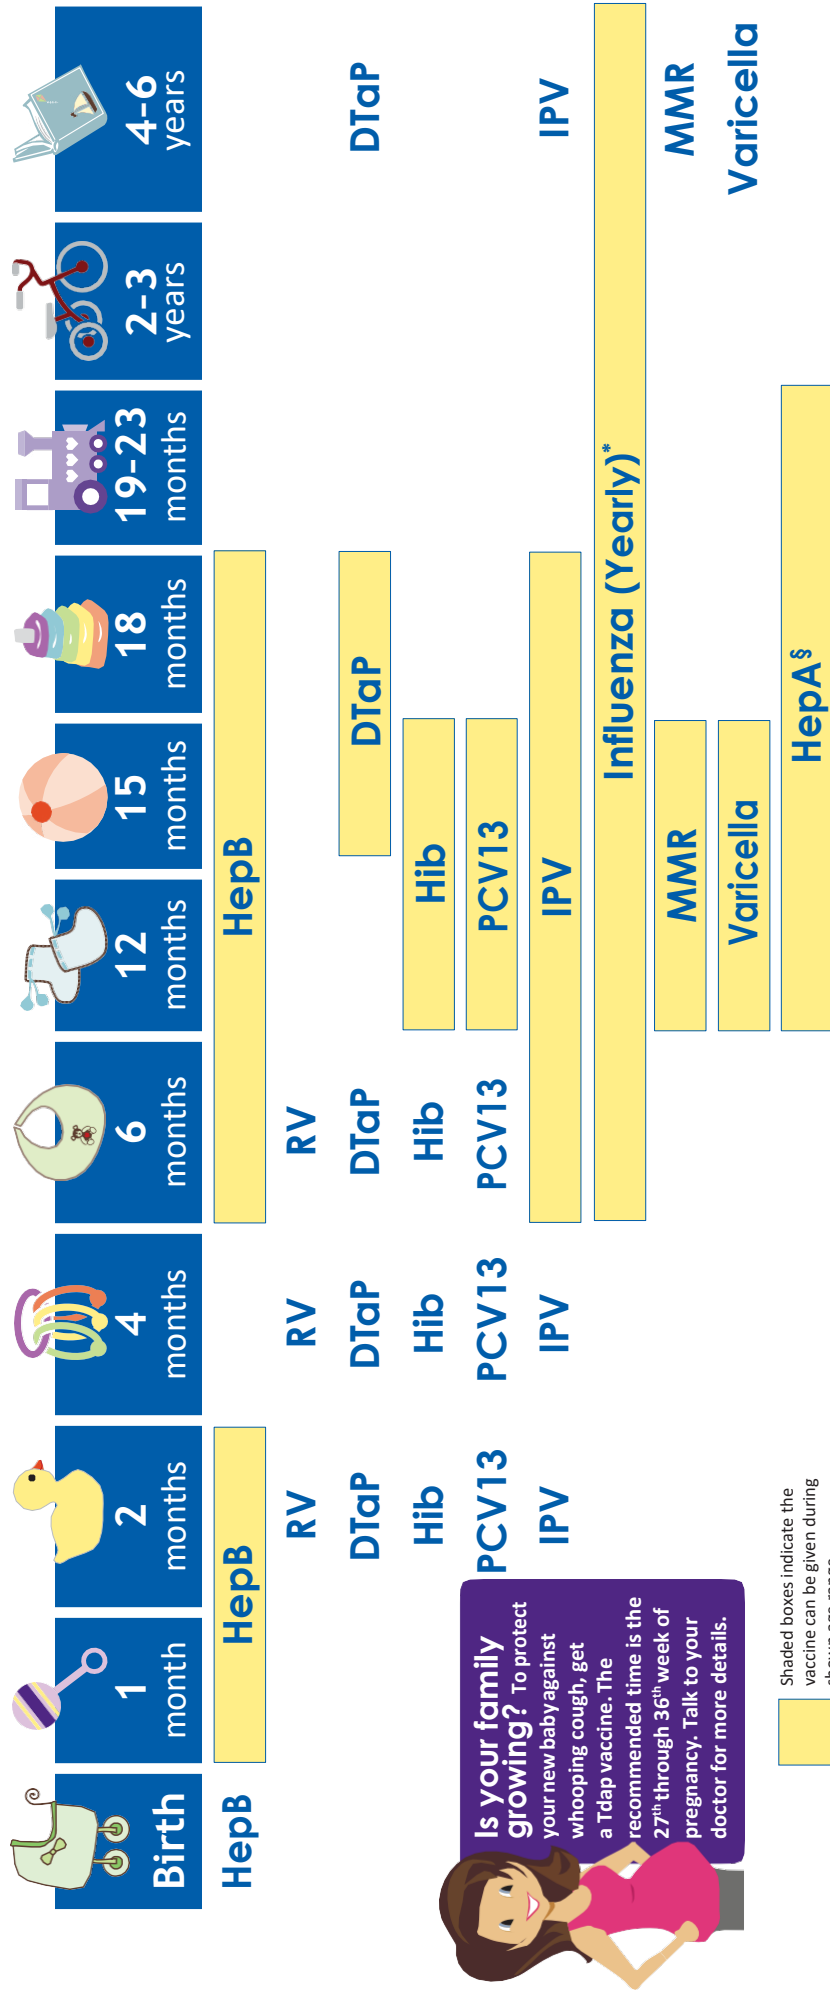 Birth
1
month
2
months
4
months
6
months
12
months
15
months
18
months
19-23
months
2-3
years
4-6
years
HepB
HepB
HepB
RV
RV
RV
DTaP
DTaP
DTaP
DTaP
DTaP
Hib
Hib
Hib
Hib
PCV13
PCV13
PCV13
PCV13
IPV
IPV
IPV
IPV
Influenza (Yearly)*
MMR
MMR
Varicella
Varicella
HepA§
Is your family
growing? To protect
your new baby against
whooping cough, get
a Tdap vaccine. The
recommended time is the
27th through 36th week of
pregnancy. Talk to your
doctor for more details.
Shaded boxes indicate the
vaccine can be given during